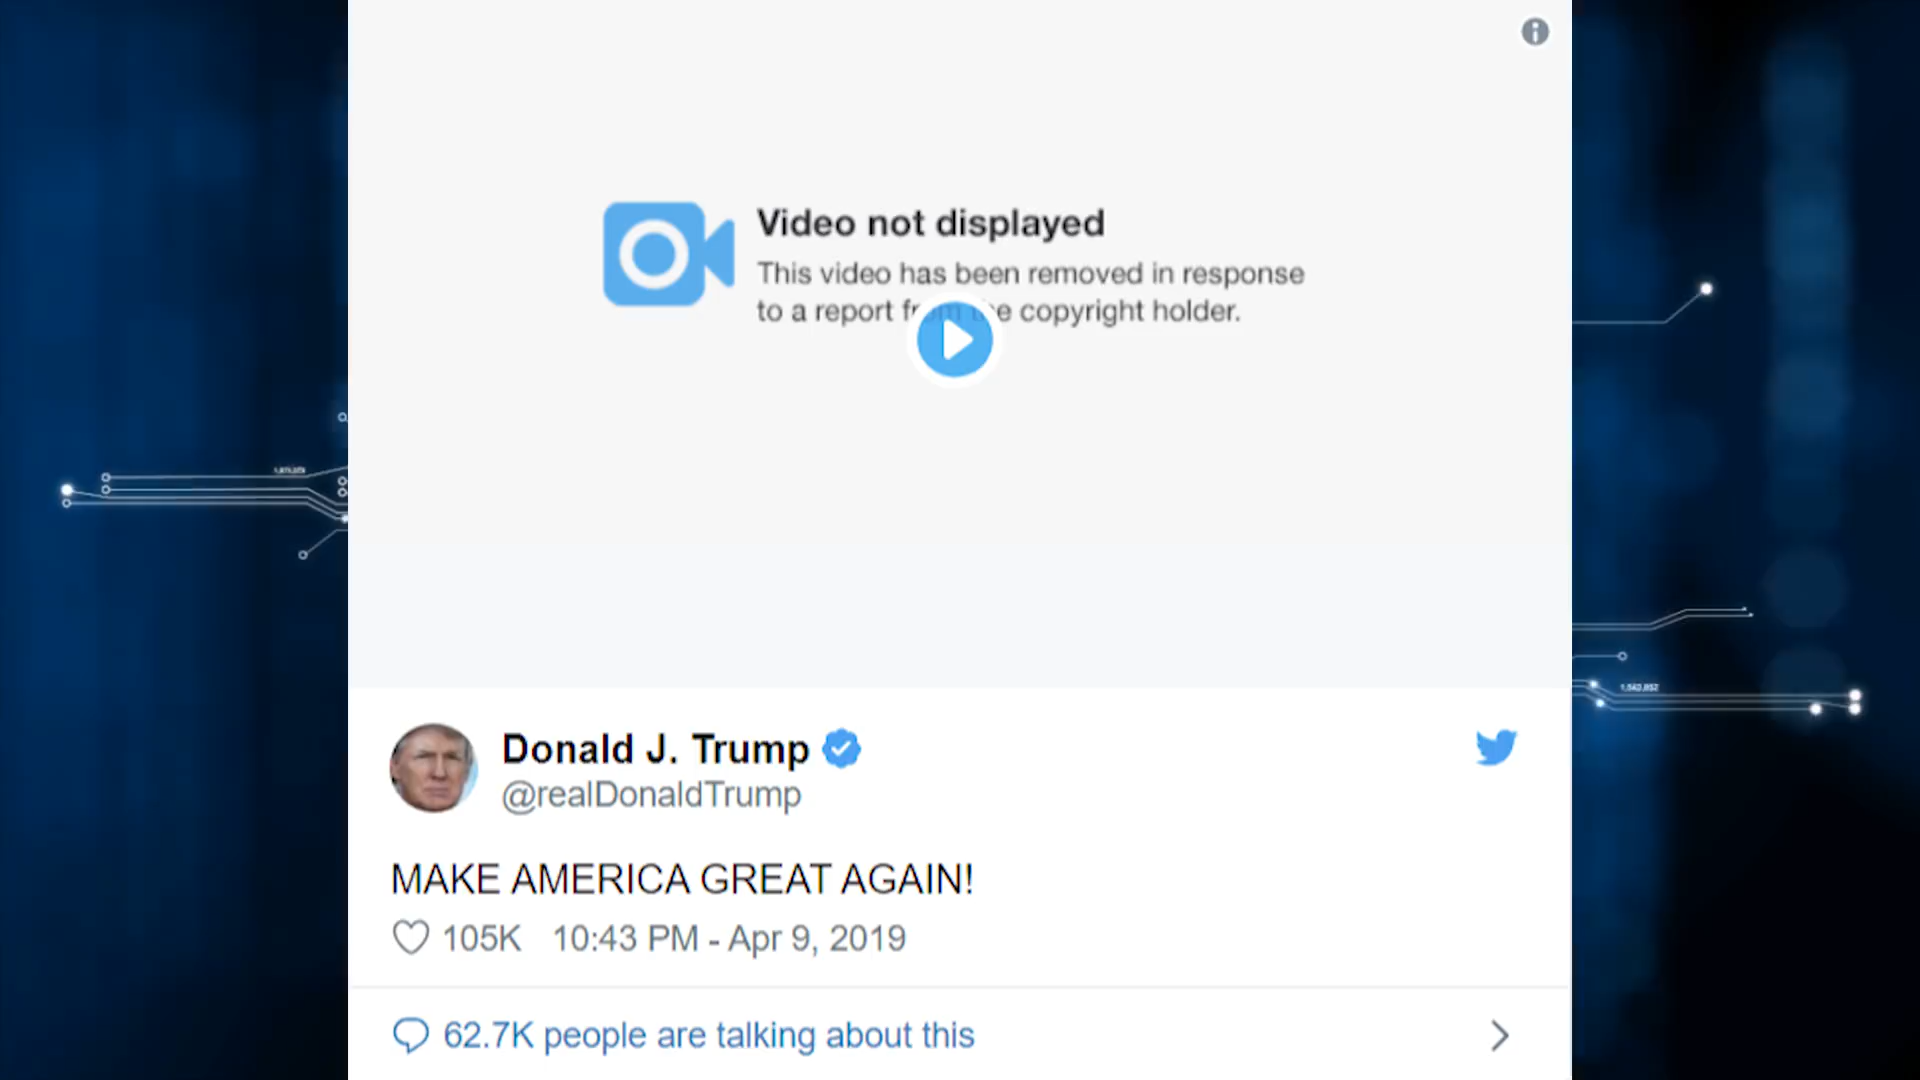 Video not displayed
This video has been removed in response
to a report copyright holder.
Donald J. Trump
@realDonaldTrump
MAKE AMERICA GREAT AGAIN!
105K 10:43 PM - Apr 9, 2019
62.7K people are talking about this